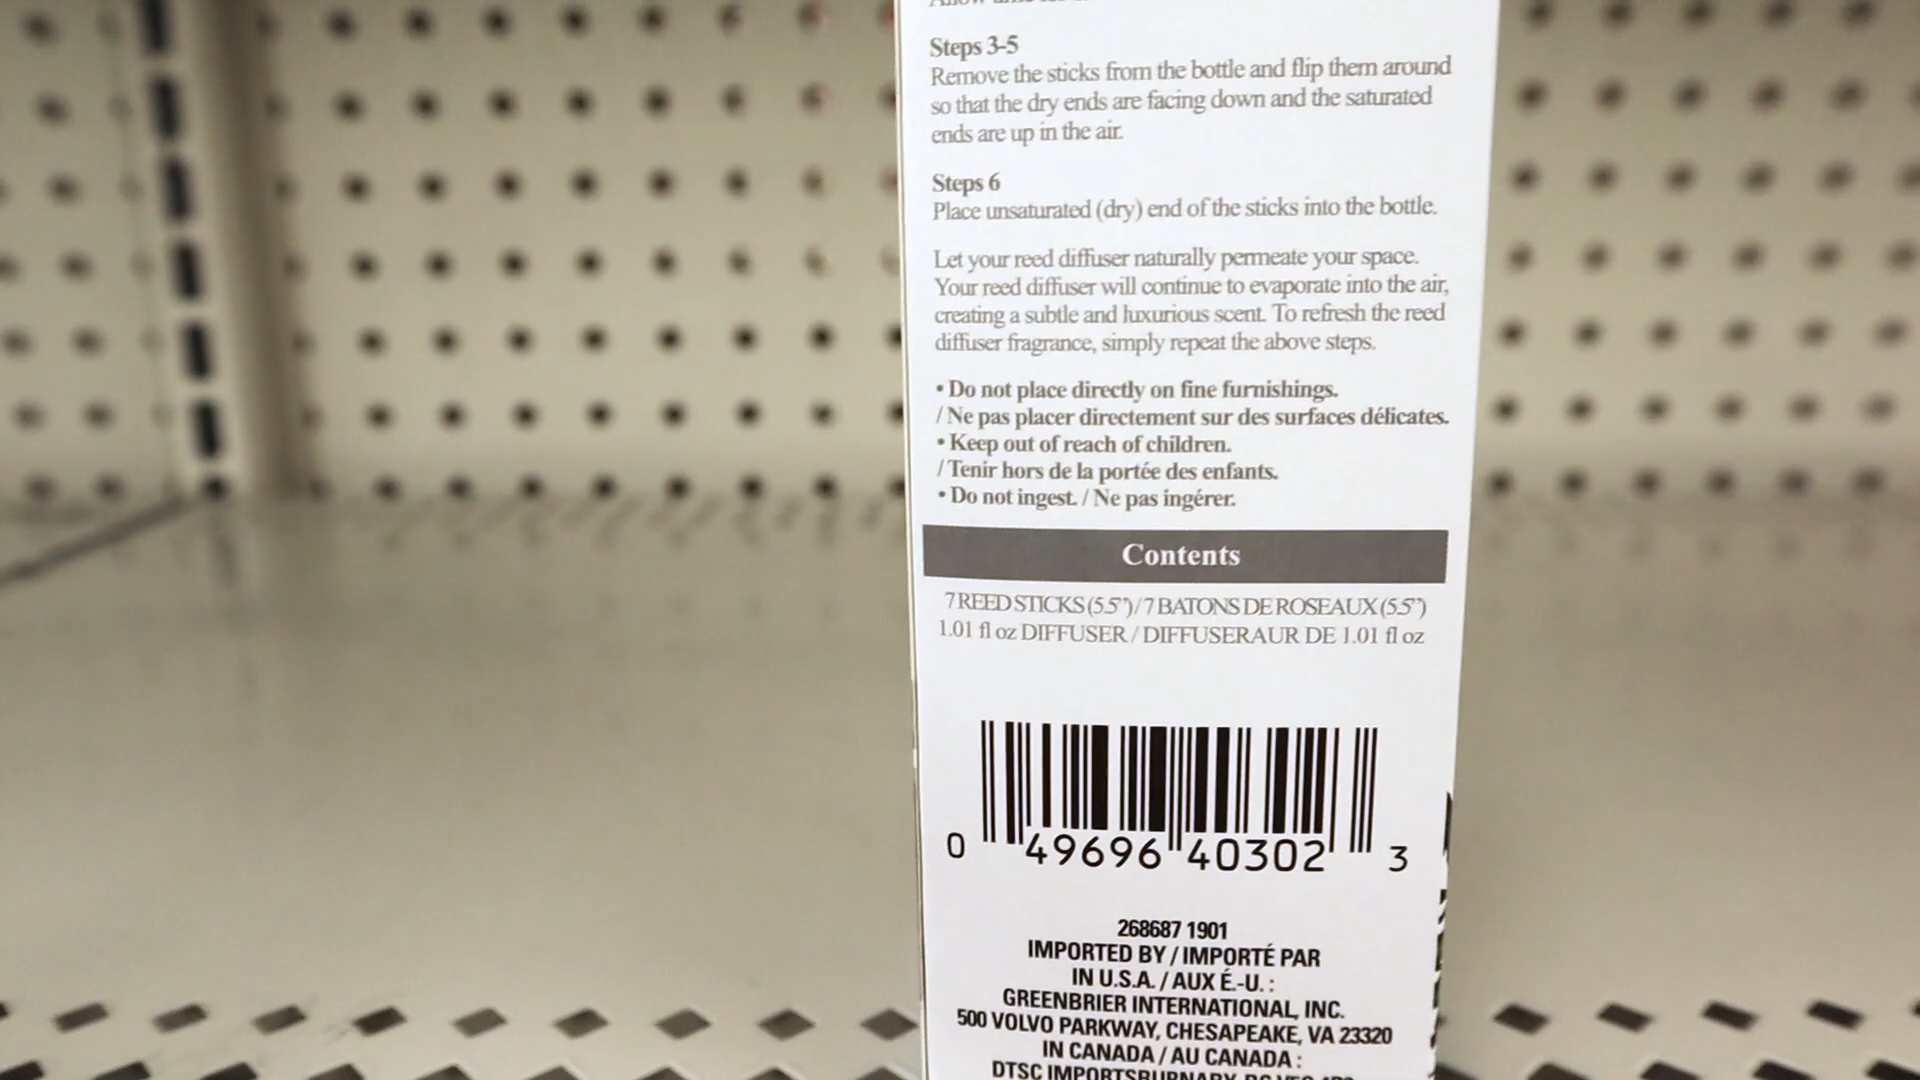 Steps 3-5
Remove the sticks from the bottle and flip them around
so that the dry ends are facing down and the saturated
ends are up in the air.
Steps 6
Place unsaturated (dry) end of the sticks into the bottle.
Let your reed diffuser naturally permeate your space.
Your reed diffuser will continue to evaporate into the air,
creating a subtle and luxurious scent. To refresh the reed
diffuser fragrance, simply repeat the above steps.
• Do not place directly on fine furnishings.
/ Ne pas placer directement sur des surfaces délicates.
• Keep out of reach of children.
/ Tenir hors de la portée des enfants.
• Do not ingest. / Ne pas ingérer.
Contents
7 REED STICKS (5.5") / 7 BATONS DE ROSEAUX (5.5")
1.01 fl oz DIFFUSER / DIFFUSERAUR DE 1.01 fl oz
0 49696 40302 3
268687 1901
IMPORTED BY / IMPORTÉ PAR
IN U.S.A. / AUX É.-U. :
GREENBRIER INTERNATIONAL, INC.
500 VOLVO PARKWAY, CHESAPEAKE, VA 23320
IN CANADA / AU CANADA :
DTSC IMPORTS